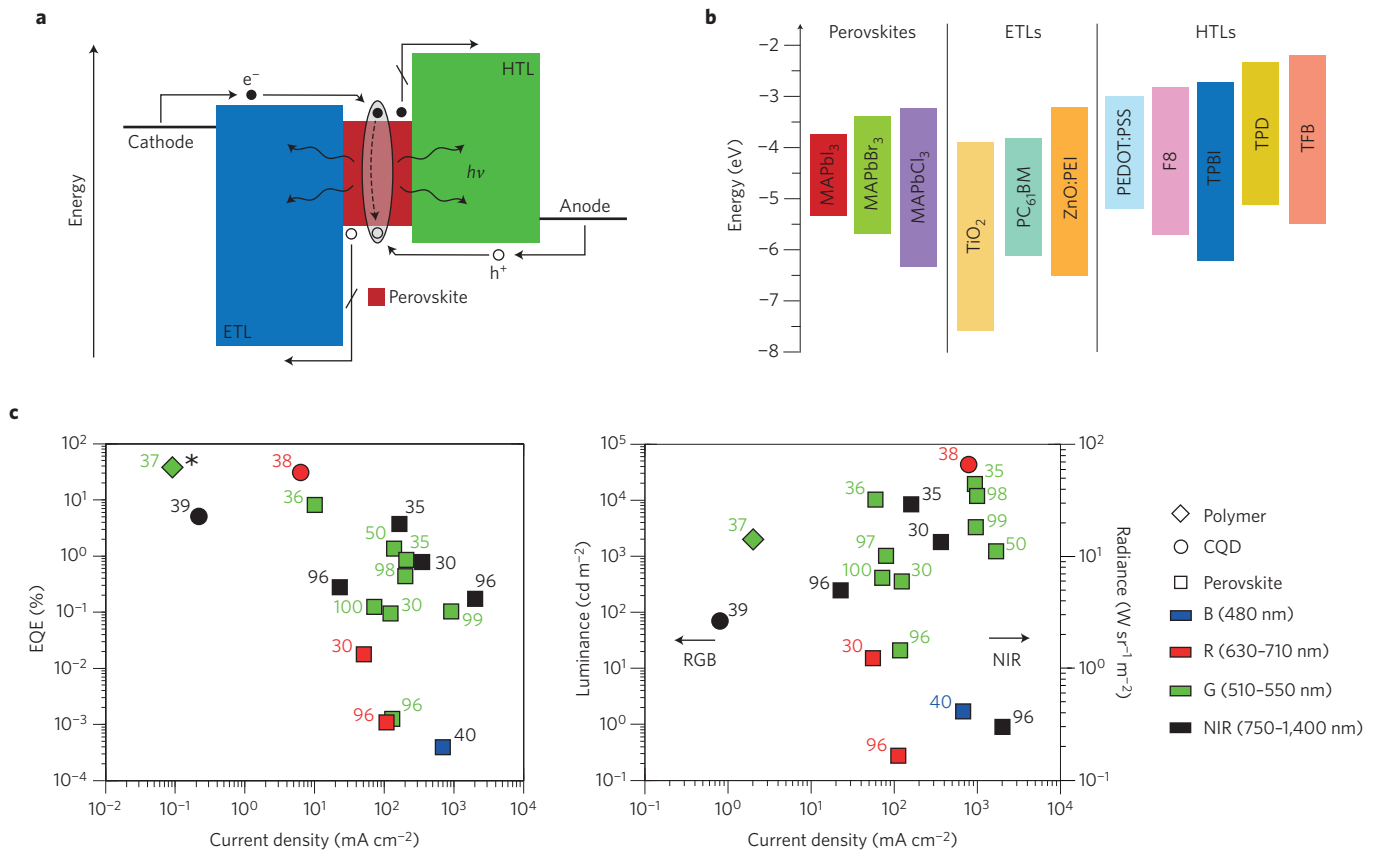 a
Energy
Cathode
e⁻
HTL
hν
Anode
h⁺
Perovskite
ETL
b
Perovskites
ETLs
HTLs
Energy (eV)
−2
−3
−4
−5
−6
−7
−8
MAPbI₃
MAPbBr₃
MAPbCl₃
TiO₂
PC₆₁BM
ZnO:PEI
PEDOT:PSS
F8
TPBI
TPD
TFB
c
EQE (%)
10²
10¹
10⁰
10⁻¹
10⁻²
10⁻³
10⁻⁴
37 *
38
39
36
35
50
35
98
30
96
96
100
30
99
30
96
96
40
10⁻²
10⁻¹
10⁰
10¹
10²
10³
10⁴
Current density (mA cm⁻²)
Luminance (cd m⁻²)
10⁵
10⁴
10³
10²
10¹
10⁰
10⁻¹
38
35
36
35
98
37
30
99
97
50
100
30
96
39
96
RGB
30
NIR
40
96
96
10²
10¹
10⁰
10⁻¹
Radiance (W sr⁻¹ m⁻²)
10⁻¹
10⁰
10¹
10²
10³
10⁴
Current density (mA cm⁻²)
Polymer
CQD
Perovskite
B (480 nm)
R (630–710 nm)
G (510–550 nm)
NIR (750–1,400 nm)